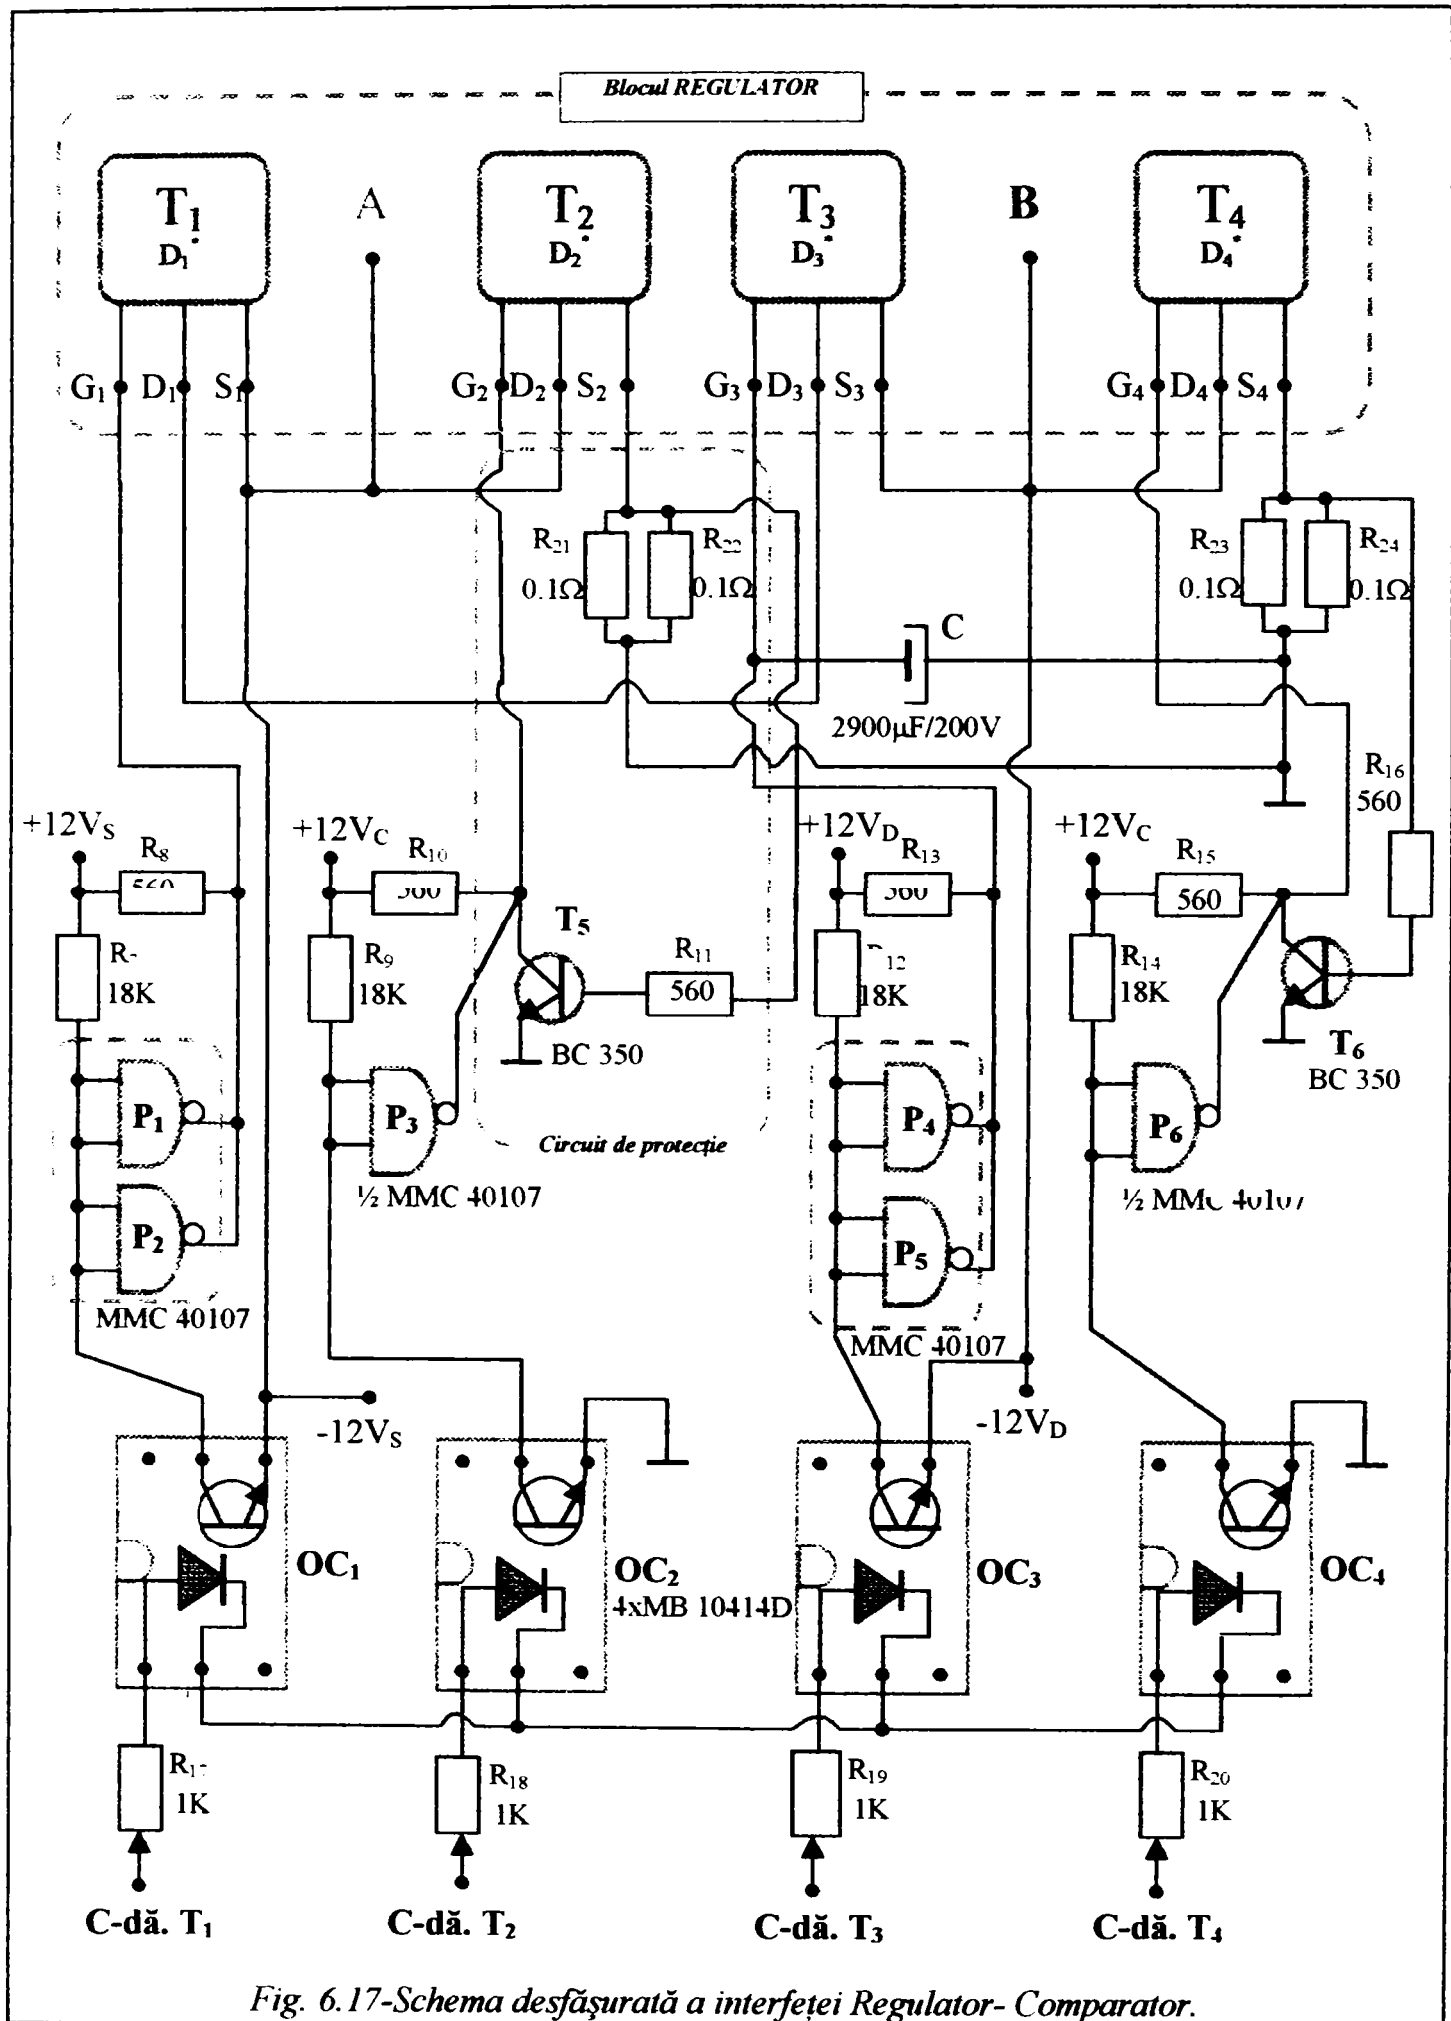 Blocul REGULATOR
T1 D1*
A
T2 D2*
T3 D3*
B
T4 D4*
G1 D1 S1
G2 D2 S2
G3 D3 S3
G4 D4 S4
R21 0.1Ω
R22 0.1Ω
R23 0.1Ω
R24 0.1Ω
C
2900µF/200V
R16
560
+12VS
R8
+12VC
R10
+12VD
R13
+12VC
R15
560
T5
R9
18K
R11
560
18K
R14
18K
18K
BC 350
T6
BC 350
P1
P3
P4
P6
Circuit de protecție
½ MMC 40107
P2
P5
MMC 40107
MMC 40107
-12VS
-12VD
OC1
OC2
4xMB 10414D
OC3
OC4
1K
R18
1K
R19
1K
R20
1K
C-dă. T1
C-dă. T2
C-dă. T3
C-dă. T4
Fig. 6.17-Schema desfășurată a interfeței Regulator- Comparator.